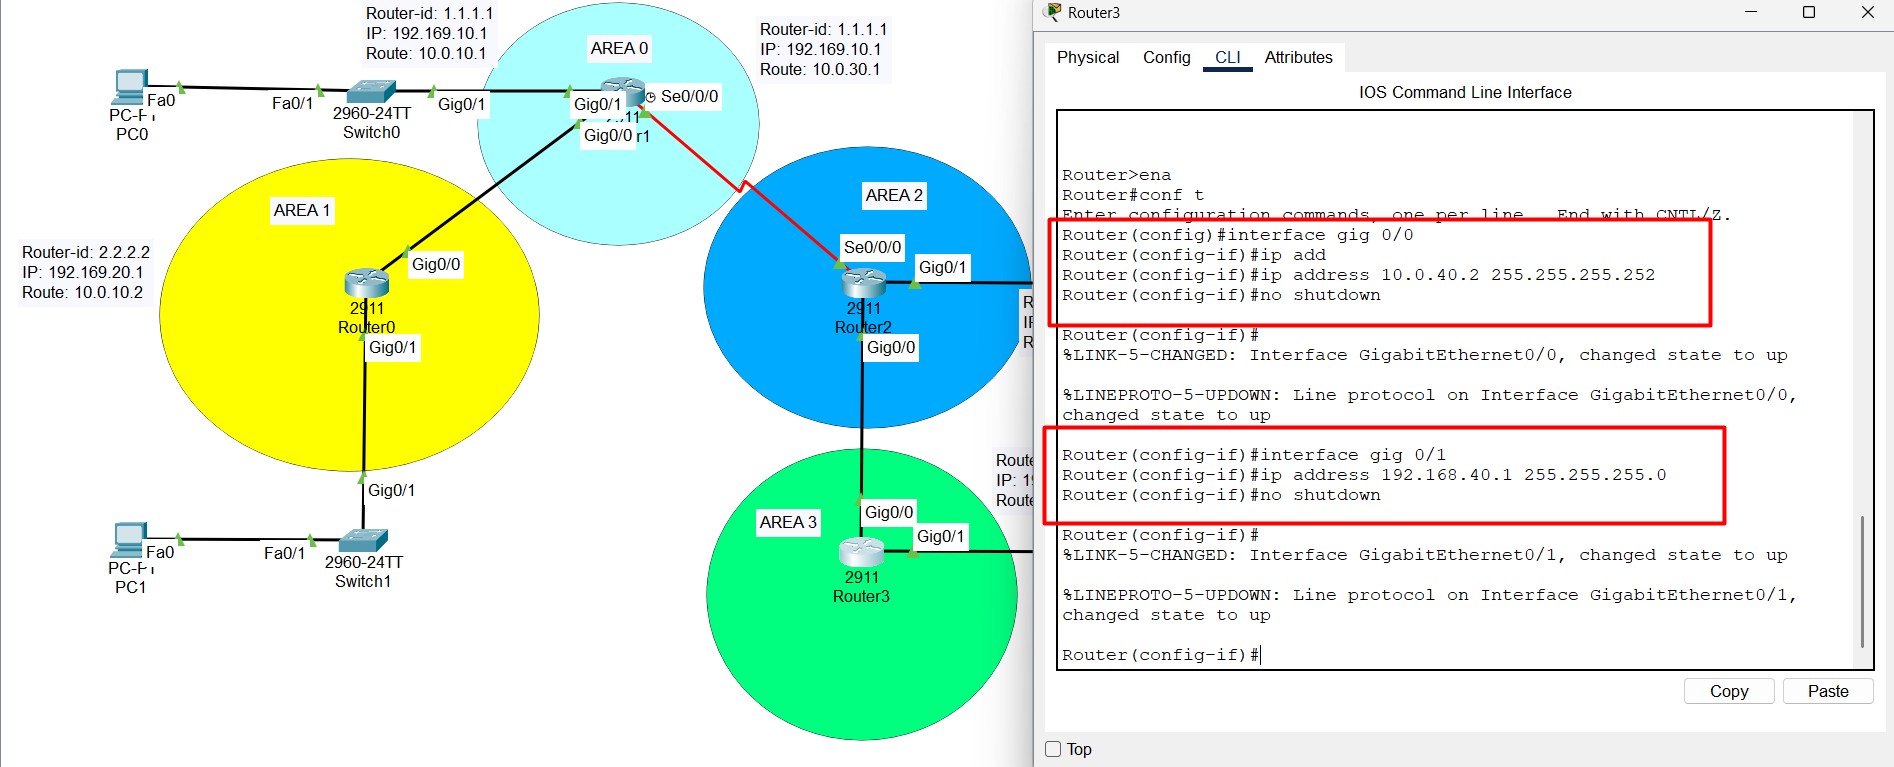 Router-id: 1.1.1.1
IP: 192.169.10.1
Route: 10.0.10.1
AREA 0
Router-id: 1.1.1.1
IP: 192.169.10.1
Route: 10.0.30.1
Fa0
PC0
Fa0/1
2960-24TT
Switch0
Gig0/1
Gig0/1
Se0/0/0
Gig0/0
AREA 1
AREA 2
Router-id: 2.2.2.2
IP: 192.169.20.1
Route: 10.0.10.2
Gig0/0
2911
Router0
Gig0/1
Se0/0/0
Gig0/1
2911
Router2
Gig0/0
Gig0/1
Fa0
PC1
Fa0/1
2960-24TT
Switch1
AREA 3
Gig0/0
Gig0/1
2911
Router3
Router3
Physical Config CLI Attributes
IOS Command Line Interface
Router>ena
Router#conf t
Enter configuration commands, one per line. End with CNTL/Z.
Router(config)#interface gig 0/0
Router(config-if)#ip add
Router(config-if)#ip address 10.0.40.2 255.255.255.252
Router(config-if)#no shutdown
Router(config-if)#
%LINK-5-CHANGED: Interface GigabitEthernet0/0, changed state to up
%LINEPROTO-5-UPDOWN: Line protocol on Interface GigabitEthernet0/0,
changed state to up
Router(config-if)#interface gig 0/1
Router(config-if)#ip address 192.168.40.1 255.255.255.0
Router(config-if)#no shutdown
Router(config-if)#
%LINK-5-CHANGED: Interface GigabitEthernet0/1, changed state to up
%LINEPROTO-5-UPDOWN: Line protocol on Interface GigabitEthernet0/1,
changed state to up
Router(config-if)#
Copy Paste
Top